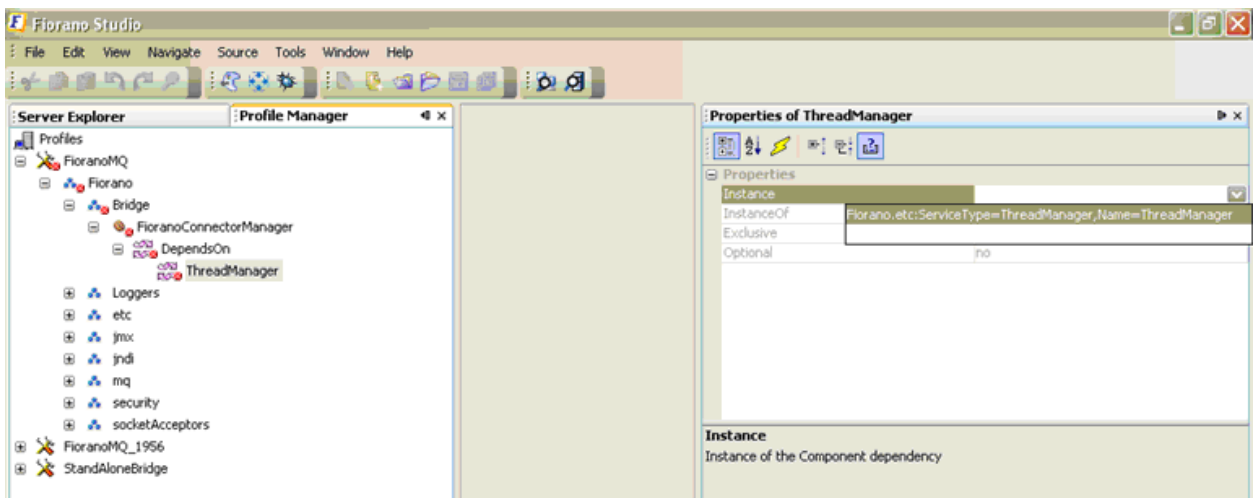 Fiorano Studio
File Edit View Navigate Source Tools Window Help
Server Explorer
Profile Manager
Profiles
FioranoMQ
Fiorano
Bridge
FioranoConnectorManager
DependsOn
ThreadManager
Loggers
etc
jmx
jndi
mq
security
socketAcceptors
FioranoMQ_1956
StandAloneBridge
Properties of ThreadManager
Properties
Instance
InstanceOf
Fiorano.etc:ServiceType=ThreadManager,Name=ThreadManager
Exclusive
Optional no
Instance
Instance of the Component dependency